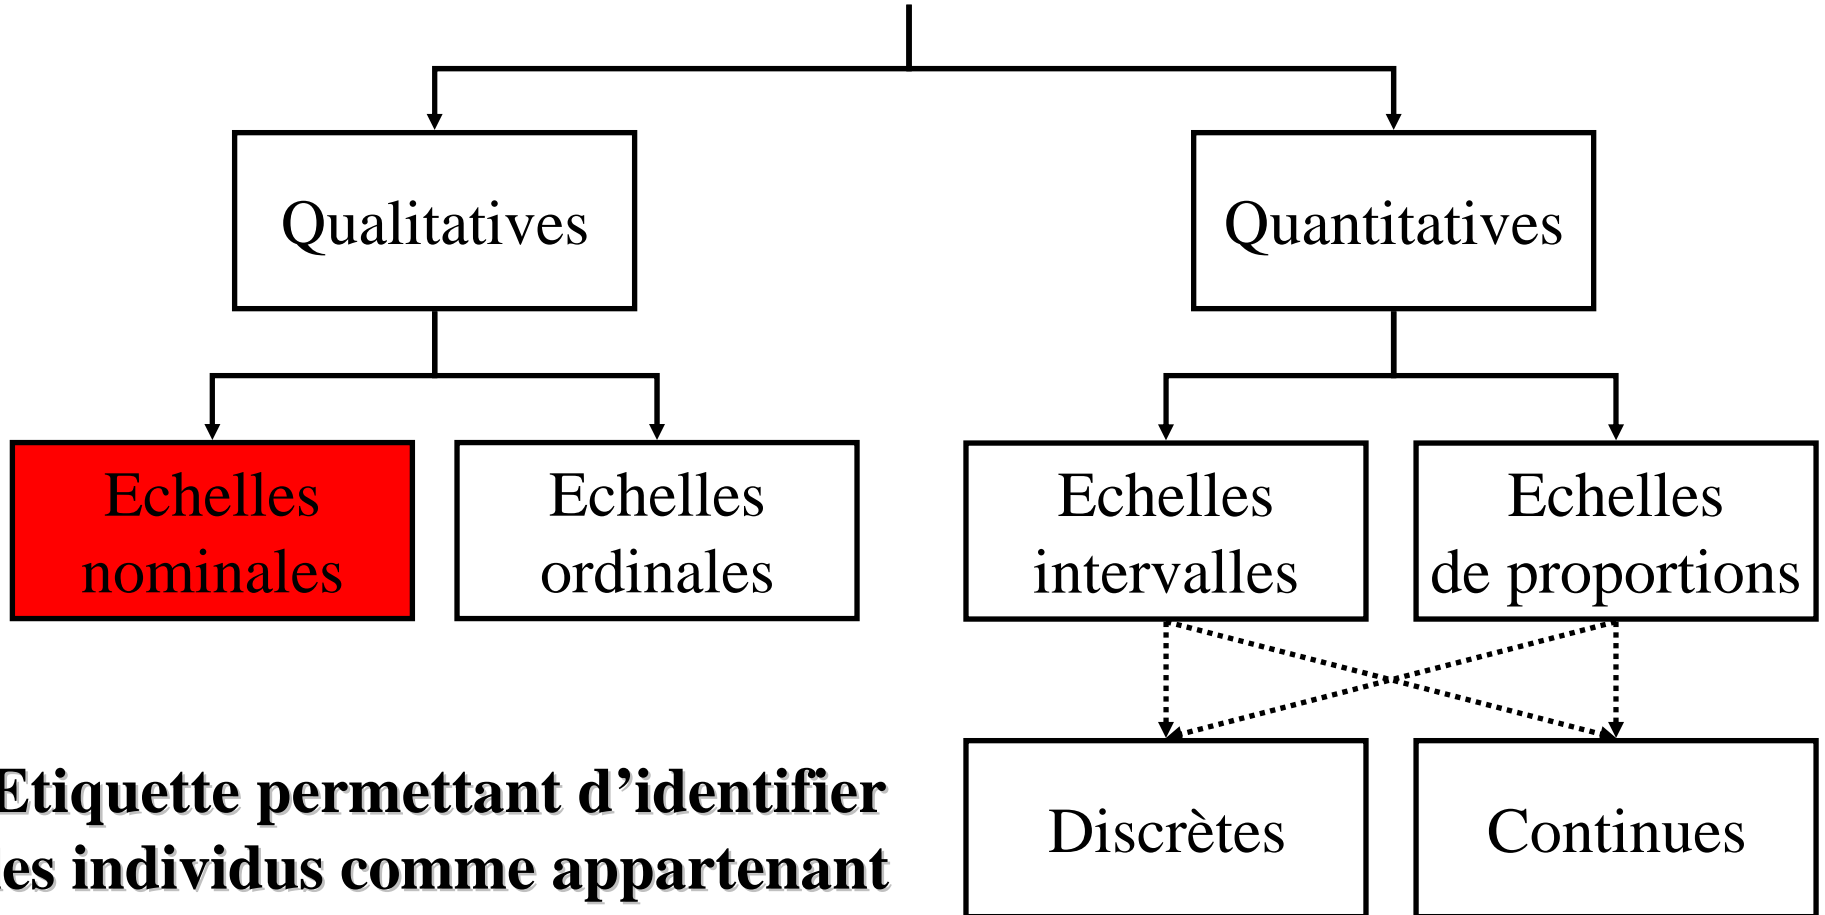 Qualitatives
Quantitatives
Echelles
nominales
Echelles
ordinales
Echelles
intervalles
Echelles
de proportions
Discrètes
Continues
Etiquette permettant d’identifier
individus comme appartenant